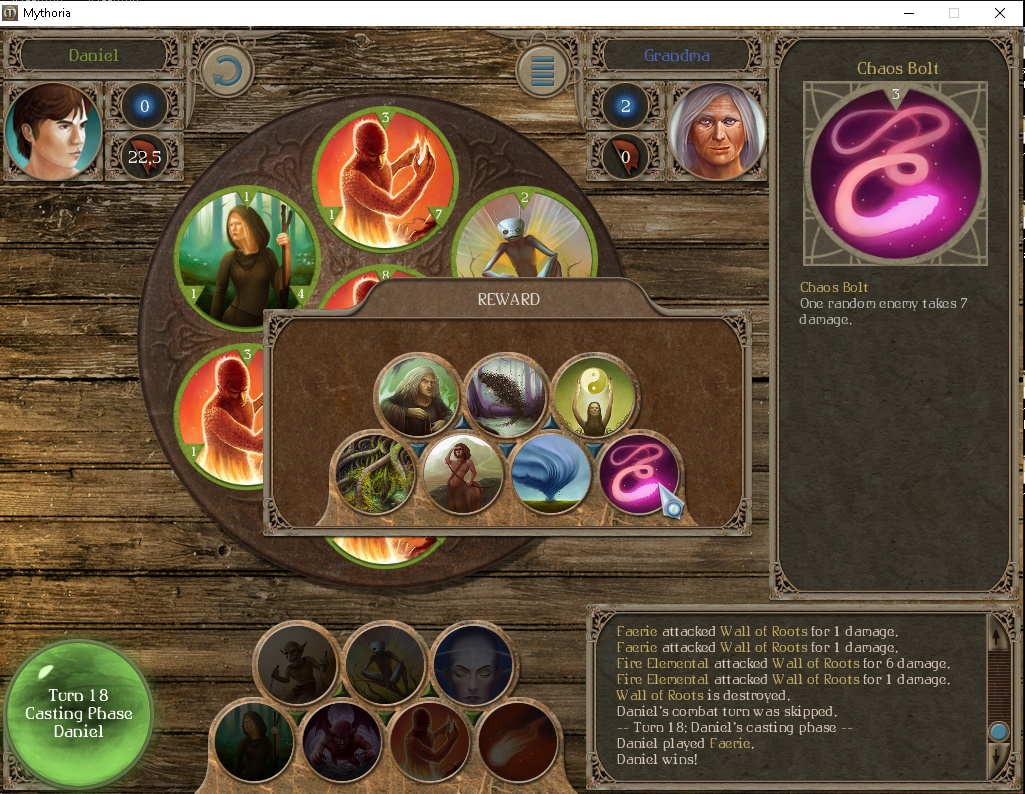 Mythoria
Daniel
Grandma
0
22,5
2
0
Chaos Bolt
3
Chaos Bolt
One random enemy takes 7
damage.
3
1
7
1
1
4
2
8
3
1
REWARD
Turn 18
Casting Phase
Daniel
Faerie attacked Wall of Roots for 1 damage.
Faerie attacked Wall of Roots for 1 damage.
Fire Elemental attacked Wall of Roots for 6 damage.
Fire Elemental attacked Wall of Roots for 1 damage.
Wall of Roots is destroyed.
Daniel's combat turn was skipped.
-- Turn 18; Daniel's casting phase --
Daniel played Faerie.
Daniel wins!